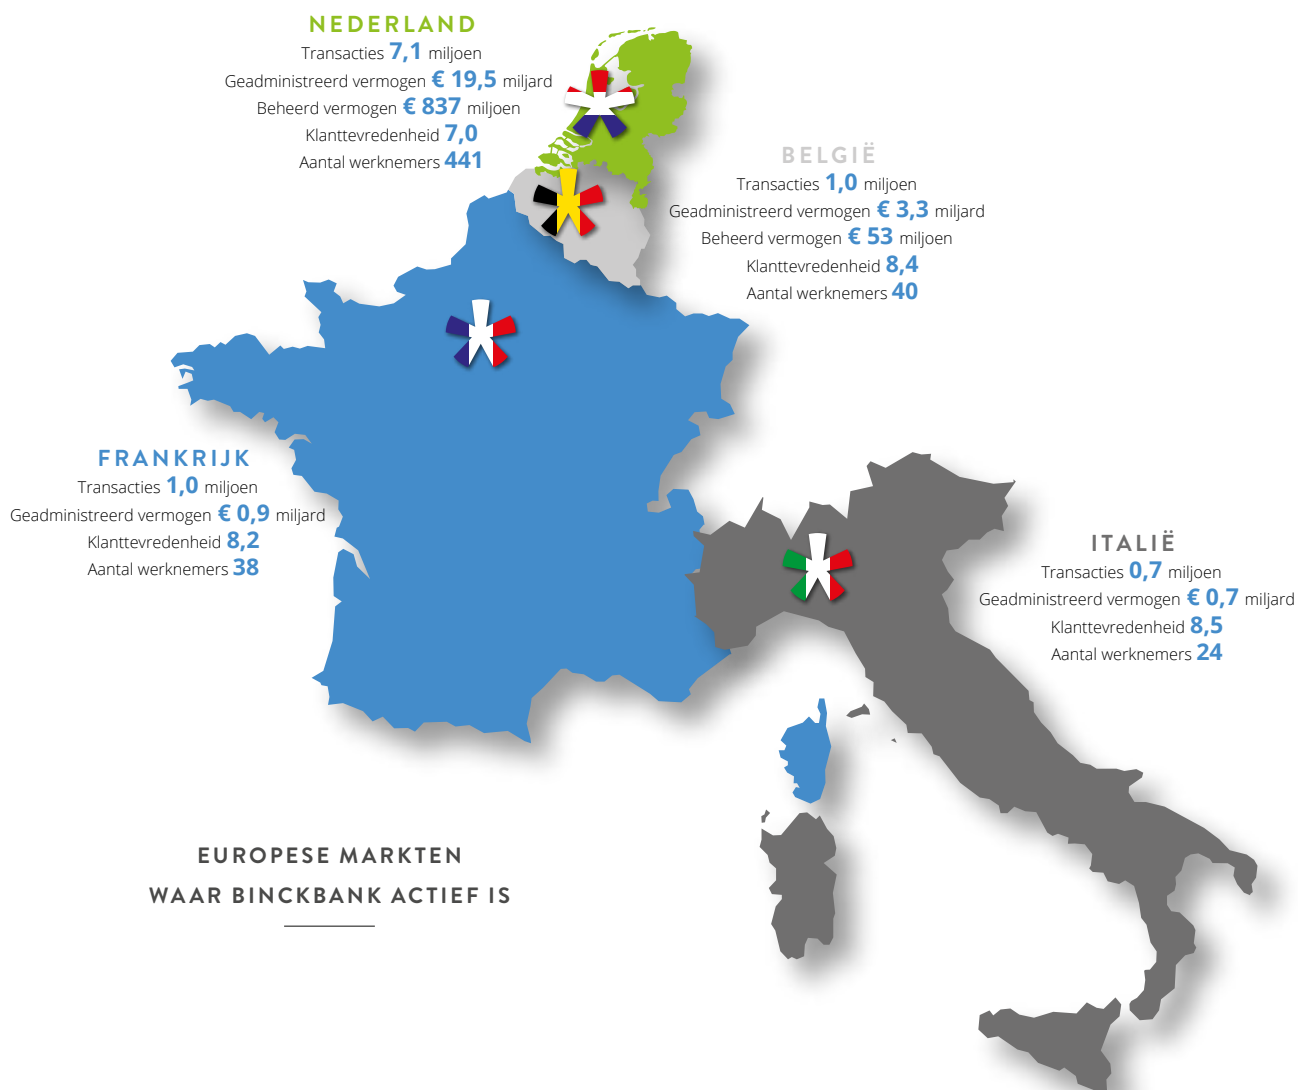 NEDERLAND
Transacties 7,1 miljoen
Geadministreerd vermogen € 19,5 miljard
Beheerd vermogen € 837 miljoen
Klanttevredenheid 7,0
Aantal werknemers 441
BELGIË
Transacties 1,0 miljoen
Geadministreerd vermogen € 3,3 miljard
Beheerd vermogen € 53 miljoen
Klanttevredenheid 8,4
Aantal werknemers 40
FRANKRIJK
Transacties 1,0 miljoen
Geadministreerd vermogen € 0,9 miljard
Klanttevredenheid 8,2
Aantal werknemers 38
ITALIË
Transacties 0,7 miljoen
Geadministreerd vermogen € 0,7 miljard
Klanttevredenheid 8,5
Aantal werknemers 24
EUROPESE MARKTEN
WAAR BINCKBANK ACTIEF IS